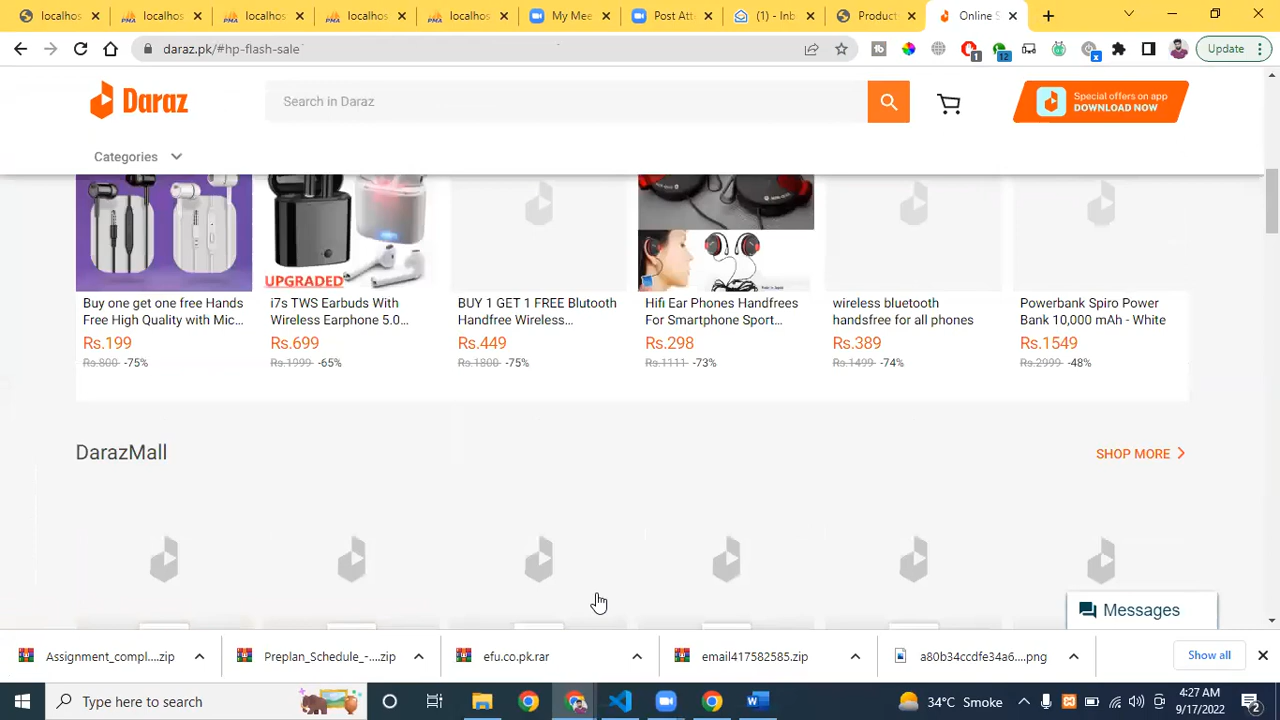 localhos
localhos
localhos
localhos
localhos
My Mee
Post Atte
(1) - Inb
Product
Online S
daraz.pk/#hp-flash-sale
1
12
x
Update
Daraz
Search in Daraz
Special offers on app
DOWNLOAD NOW
Categories
UPGRADED
Buy one get one free Hands
Free High Quality with Mic...
Rs.199
Rs.800 -75%
i7s TWS Earbuds With
Wireless Earphone 5.0...
Rs.699
Rs.1999 -65%
BUY 1 GET 1 FREE Blutooth
Handfree Wireless...
Rs.449
Rs.1800 -75%
Hifi Ear Phones Handfrees
For Smartphone Sport...
Rs.298
Rs.1111 -73%
wireless bluetooth
handsfree for all phones
Rs.389
Rs.1499 -74%
Powerbank Spiro Power
Bank 10,000 mAh - White
Rs.1549
Rs.2999 -48%
DarazMall
SHOP MORE
Messages
Assignment_compl....zip
Preplan_Schedule_-....zip
efu.co.pk.rar
email417582585.zip
a80b34ccdfe34a6....png
Show all
Type here to search
34°C Smoke
4:27 AM
9/17/2022
2